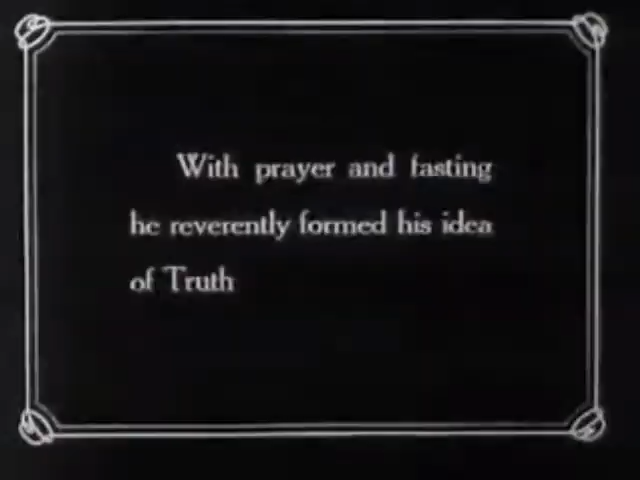 With prayer and fasting
he reverently formed his idea
of Truth